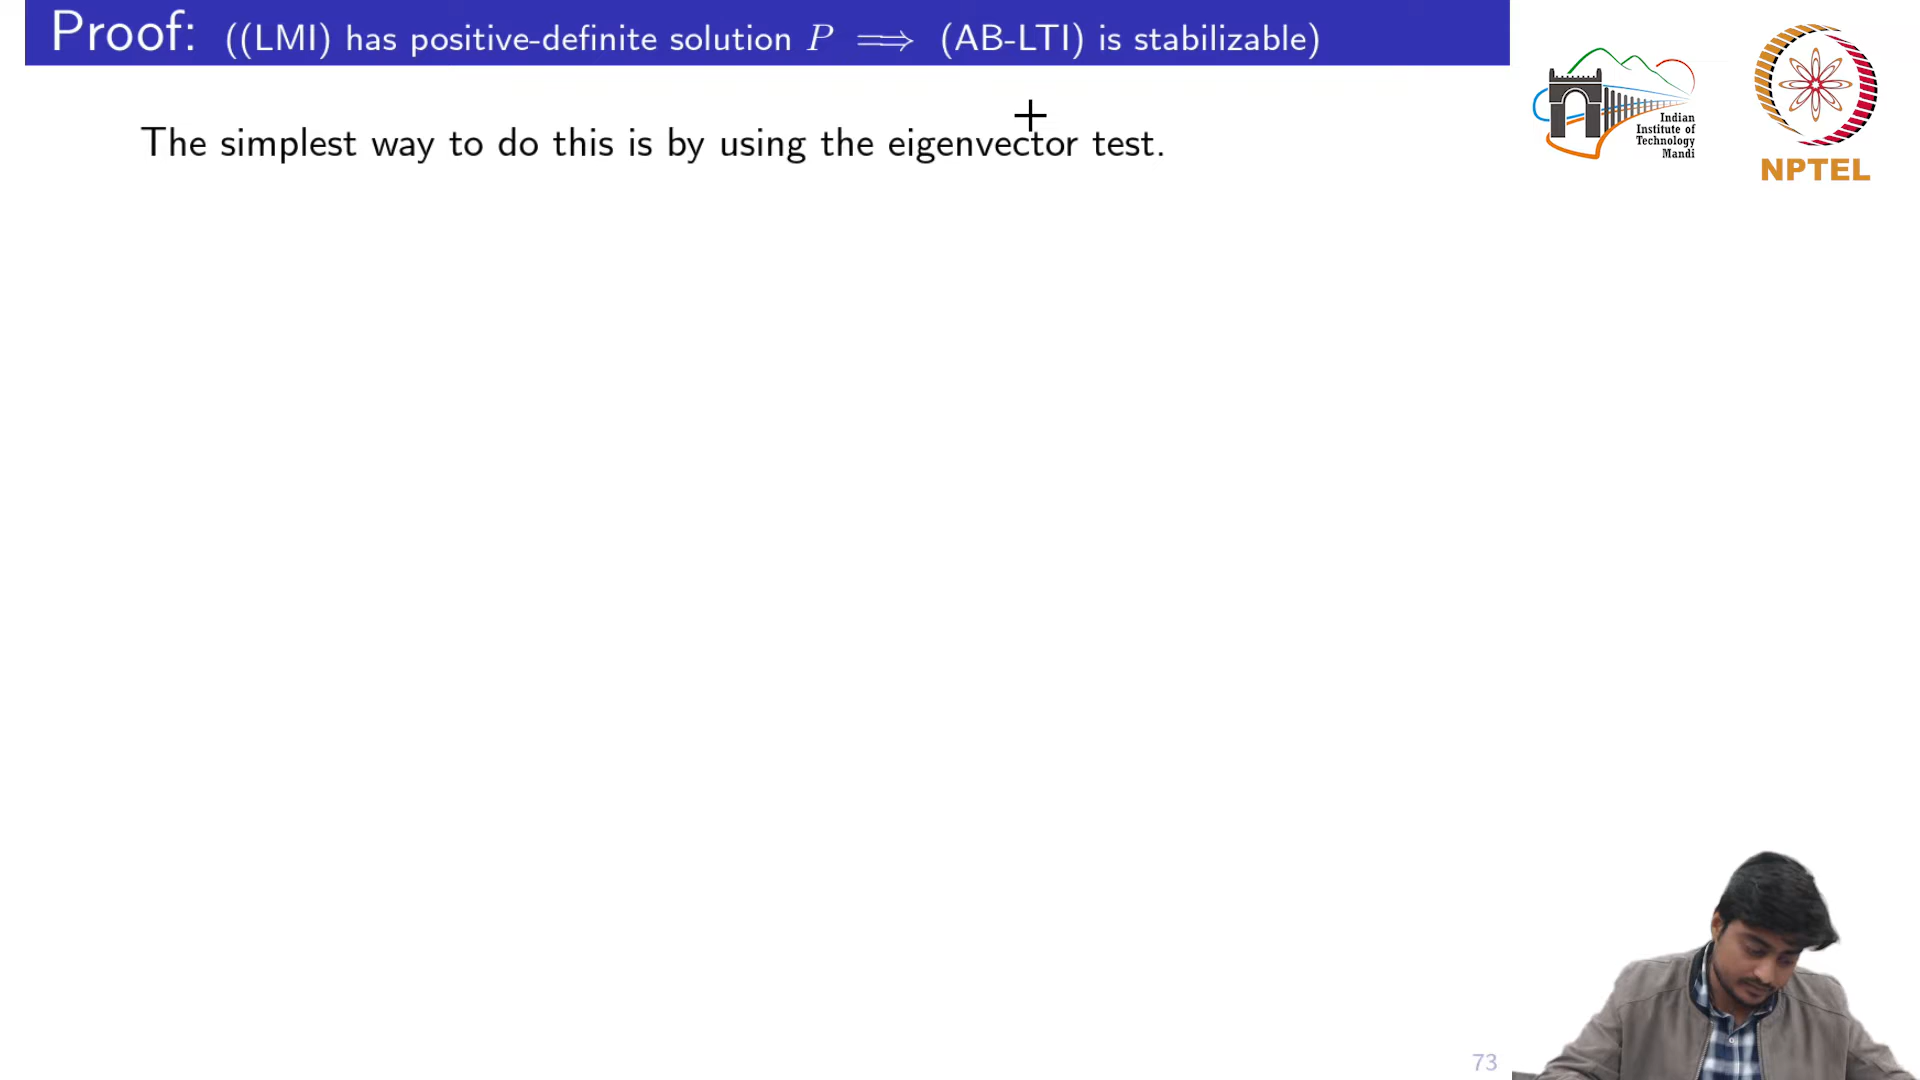 Proof: ((LMI) has positive-definite solution P ⟹ (AB-LTI) is stabilizable)
The simplest way to do this is by using the eigenvector test.
Indian
Institute of
Technology
Mandi
NPTEL
73